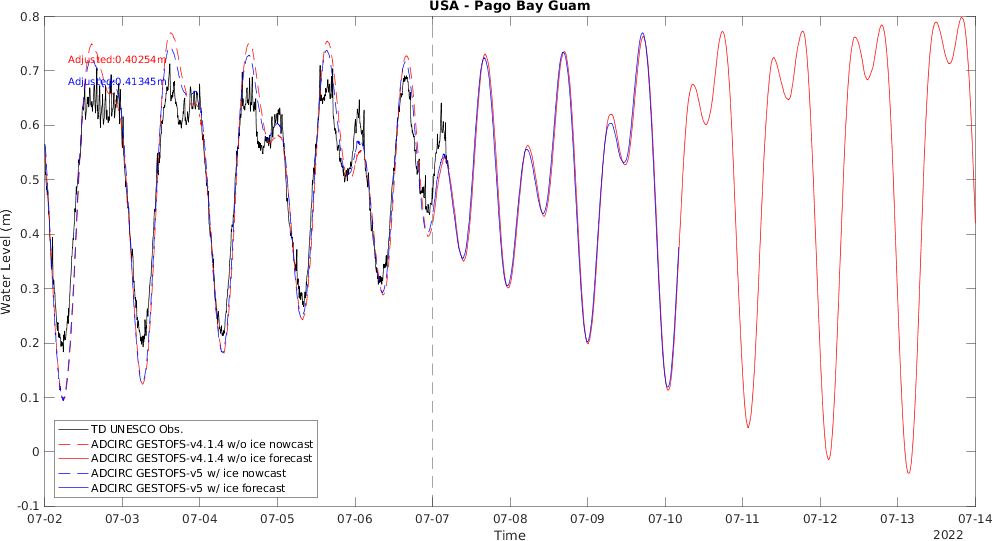 USA - Pago Bay Guam
0.8
Adjusted:0.40254m
0.7
Adjusted:0.41345m
0.6
0.5
0.4
0.3
0.2
0.1
0
-0.1
Water Level (m)
TD UNESCO Obs.
ADCIRC GESTOFS-v4.1.4 w/o ice nowcast
ADCIRC GESTOFS-v4.1.4 w/o ice forecast
ADCIRC GESTOFS-v5 w/ ice nowcast
ADCIRC GESTOFS-v5 w/ ice forecast
07-02 07-03 07-04 07-05 07-06 07-07 07-08 07-09 07-10 07-11 07-12 07-13 07-14
Time
2022